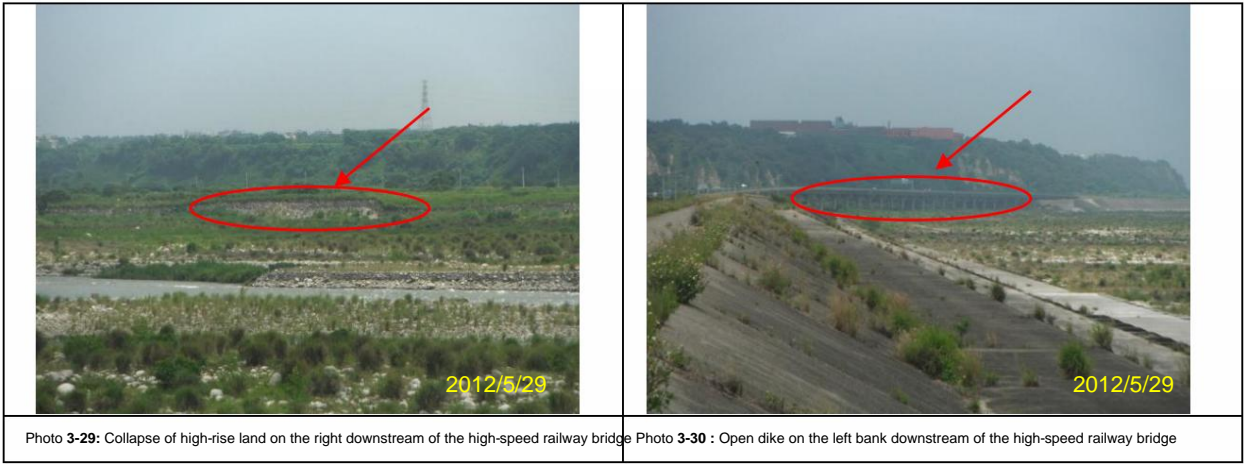 2012/5/29
2012/5/29
Photo 3-29: Collapse of high-rise land on the right downstream of the high-speed railway bridge
Photo 3-30 : Open dike on the left bank downstream of the high-speed railway bridge